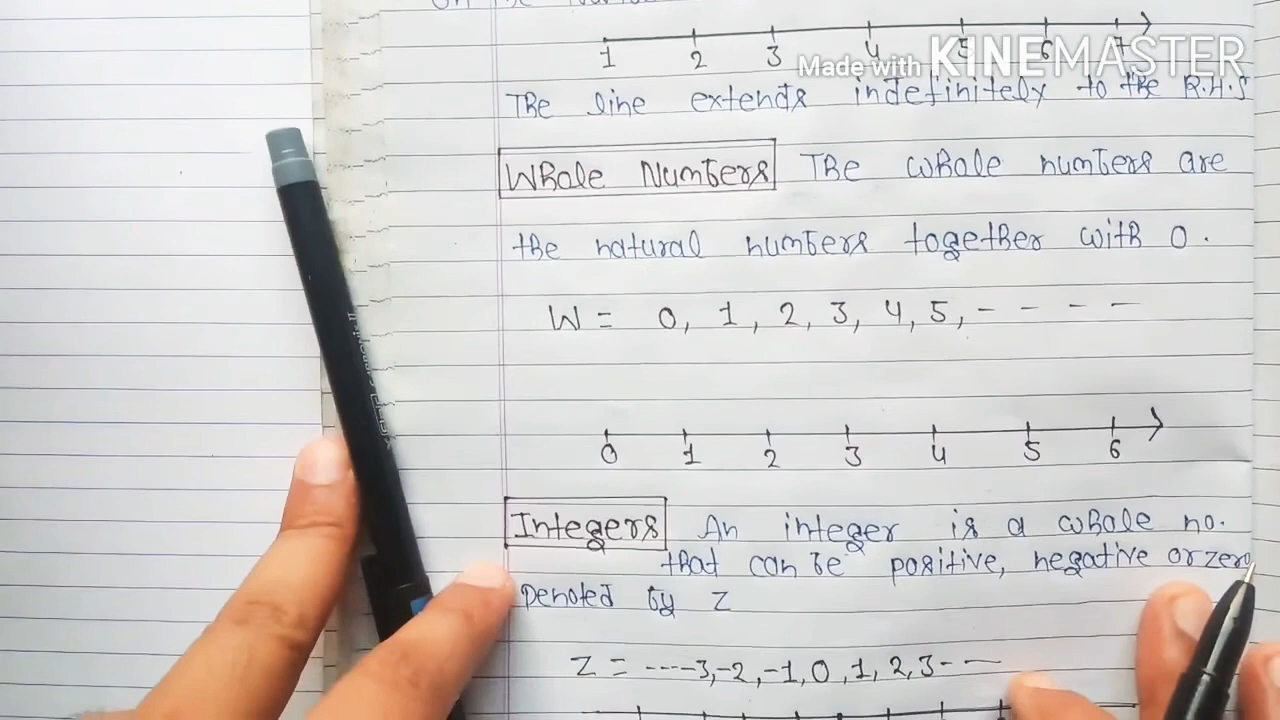 1 2 3 4 5 6 7
Made with KINEMASTER
The line extends indefinitely to the R.H.S
Whole Numbers The whole numbers are
the natural numbers together with 0.
W = 0, 1, 2, 3, 4, 5, - - - -
0 1 2 3 4 5 6
Integers An integer is a whole no.
that can be positive, negative or zero
Denoted by Z
Z = ----3,-2,-1,0,1,2,3--